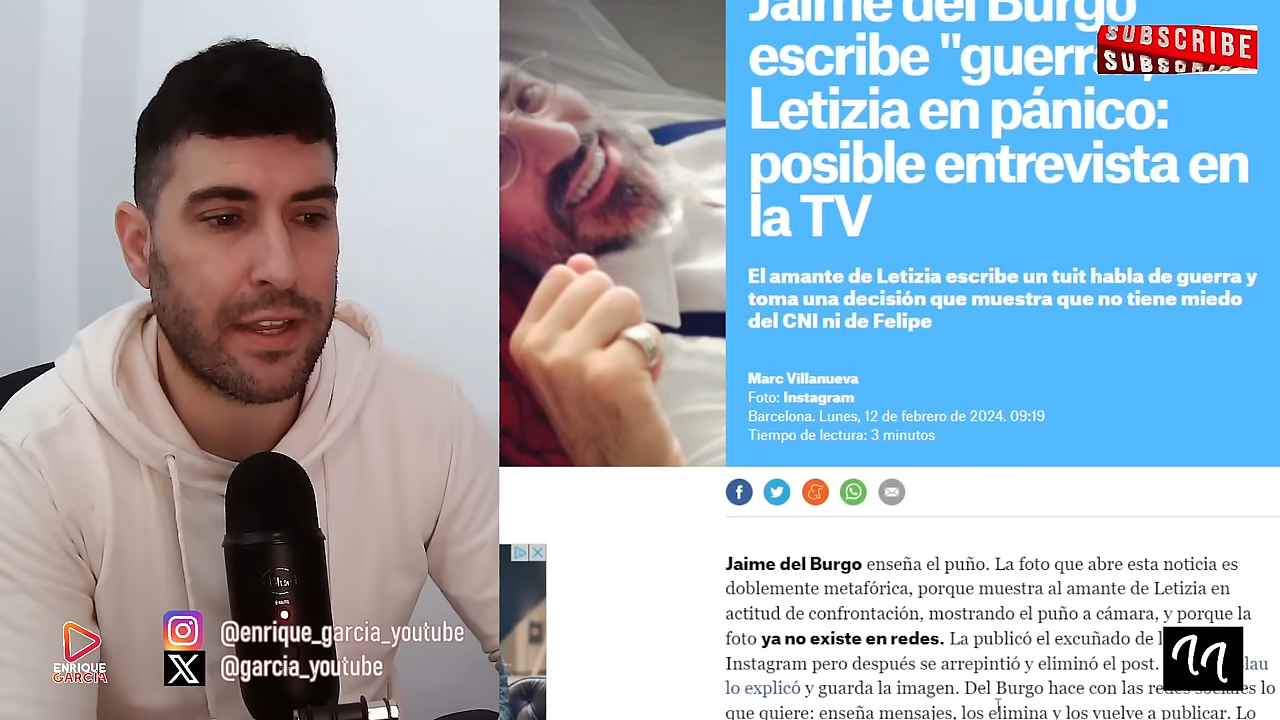 Jaime del Burgo
escribe "guerra
Letizia en pánico:
posible entrevista en
la TV
SUBSCRIBE
SUBSCRIBE
El amante de Letizia escribe un tuit habla de guerra y
toma una decisión que muestra que no tiene miedo
del CNI ni de Felipe
Marc Villanueva
Foto: Instagram
Barcelona. Lunes, 12 de febrero de 2024. 09:19
Tiempo de lectura: 3 minutos
Jaime del Burgo enseña el puño. La foto que abre esta noticia es
doblemente metafórica, porque muestra al amante de Letizia en
actitud de confrontación, mostrando el puño a cámara, y porque la
foto ya no existe en redes. La publicó el excuñado de
Instagram pero después se arrepintió y eliminó el post. lau
lo explicó y guarda la imagen. Del Burgo hace con las redes sociales lo
que quiere: enseña mensajes, los elimina y los vuelve a publicar. Lo
Blue
@enrique_garcia_youtube
@garcia_youtube
ENRIQUE
GARCIA